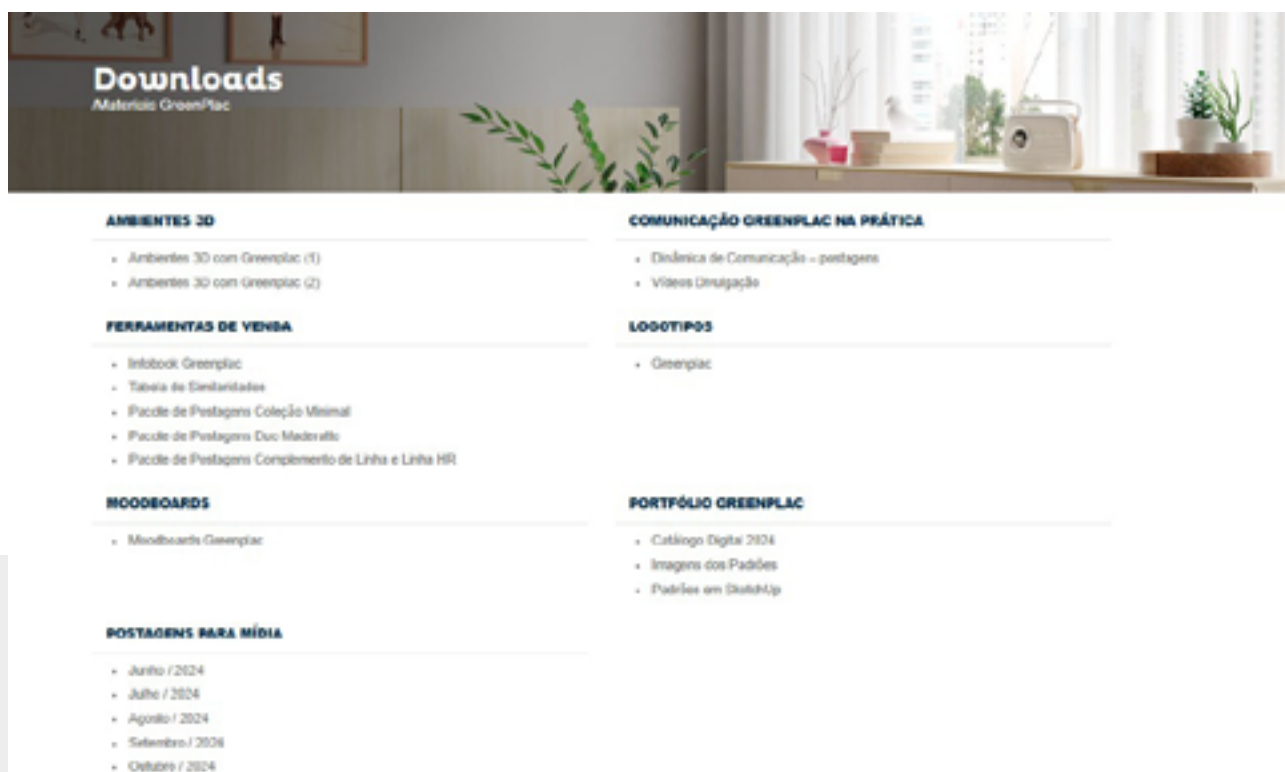 Downloads
Materiais GreenPlac
AMBIENTES 3D
Ambientes 3D com Greenplac (1)
Ambientes 3D com Greenplac (2)
COMUNICAÇÃO GREENPLAC NA PRÁTICA
Dinâmica de Comunicação – postagens
Vídeos Divulgação
FERRAMENTAS DE VENDA
Infobook Greenplac
Tabela de Similaridades
Pacote de Postagens Coleção Minimal
Pacote de Postagens Duo Maderatto
Pacote de Postagens Complemento de Linha e Linha HR
LOGOTIPOS
Greenplac
MOODBOARDS
Moodboards Greenplac
PORTFÓLIO GREENPLAC
Catálogo Digital 2024
Imagens dos Padrões
Padrões em SketchUp
POSTAGENS PARA MÍDIA
Junho / 2024
Julho / 2024
Agosto / 2024
Setembro / 2024
Outubro / 2024